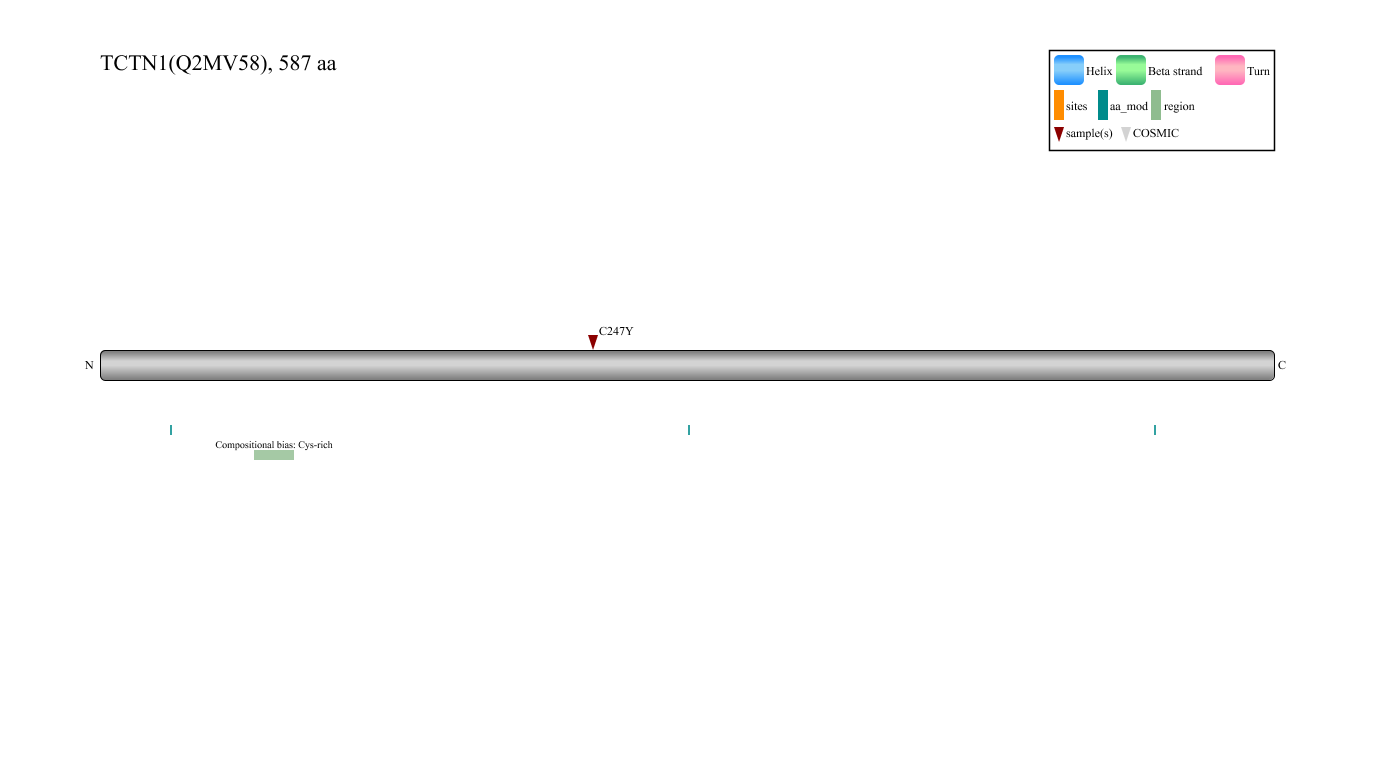 TCTN1(Q2MV58), 587 aa
Helix Beta strand Turn
sites aa_mod region
sample(s) COSMIC
C247Y
N C
Compositional bias: Cys-rich